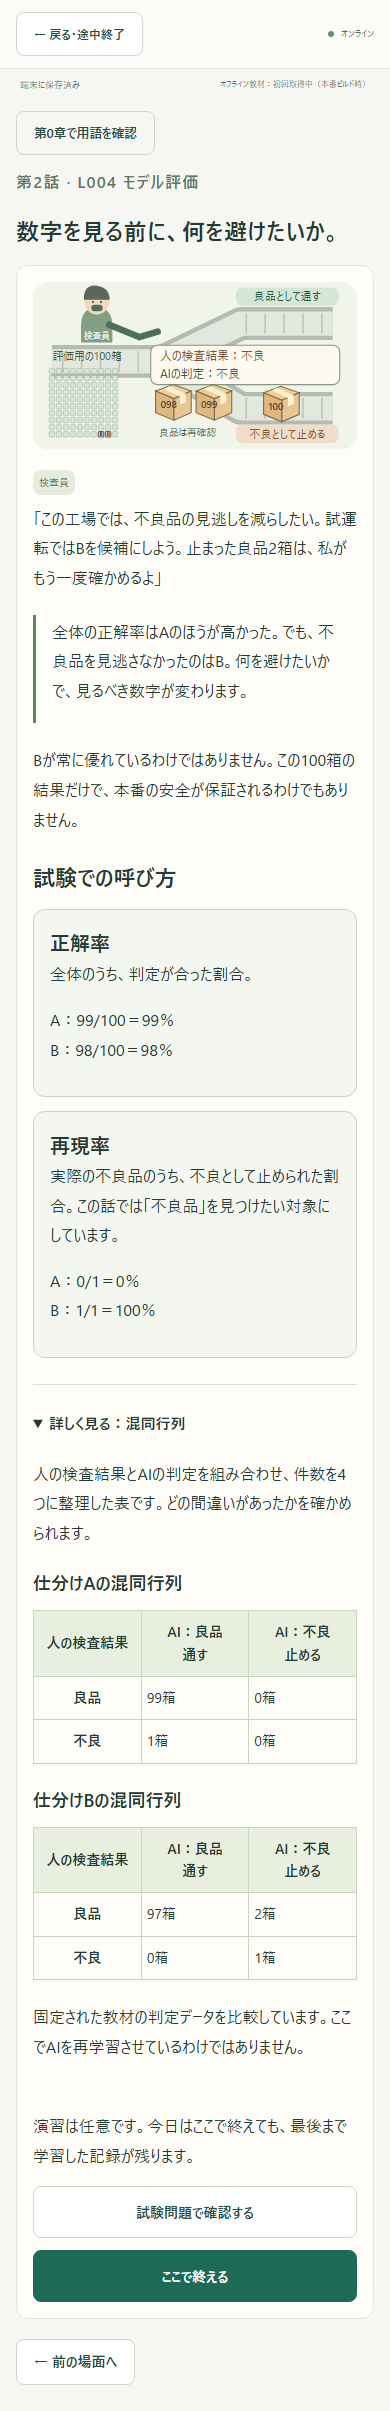 ← 戻る・途中終了
オンライン
端末に保存済み
オフライン教材：初回取得中（本番ビルド時）
第0章で用語を確認
第2話 · L004 モデル評価
数字を見る前に、何を避けたいか。
良品として通す
検査員
評価用の100箱
人の検査結果：不良
AIの判定：不良
098
099
100
良品は再確認
不良として止める
検査員
「この工場では、不良品の見逃しを減らしたい。試運
転ではBを候補にしよう。止まった良品2箱は、私が
もう一度確かめるよ」
全体の正解率はAのほうが高かった。でも、不
良品を見逃さなかったのはB。何を避けたいか
で、見るべき数字が変わります。
Bが常に優れているわけではありません。この100箱の
結果だけで、本番の安全が保証されるわけでもあり
ません。
試験での呼び方
正解率
全体のうち、判定が合った割合。
A：99/100＝99%
B：98/100＝98%
再現率
実際の不良品のうち、不良として止められた割
合。この話では「不良品」を見つけたい対象に
しています。
A：0/1＝0%
B：1/1＝100%
▼ 詳しく見る：混同行列
人の検査結果とAIの判定を組み合わせ、件数を4
つに整理した表です。どの間違いがあったかを確かめ
られます。
仕分けAの混同行列
人の検査結果
AI：良品
通す
AI：不良
止める
良品
99箱
0箱
不良
1箱
0箱
仕分けBの混同行列
人の検査結果
AI：良品
通す
AI：不良
止める
良品
97箱
2箱
不良
0箱
1箱
固定された教材の判定データを比較しています。ここ
でAIを再学習させているわけではありません。
演習は任意です。今日はここで終えても、最後まで
学習した記録が残ります。
試験問題で確認する
ここで終える
← 前の場面へ